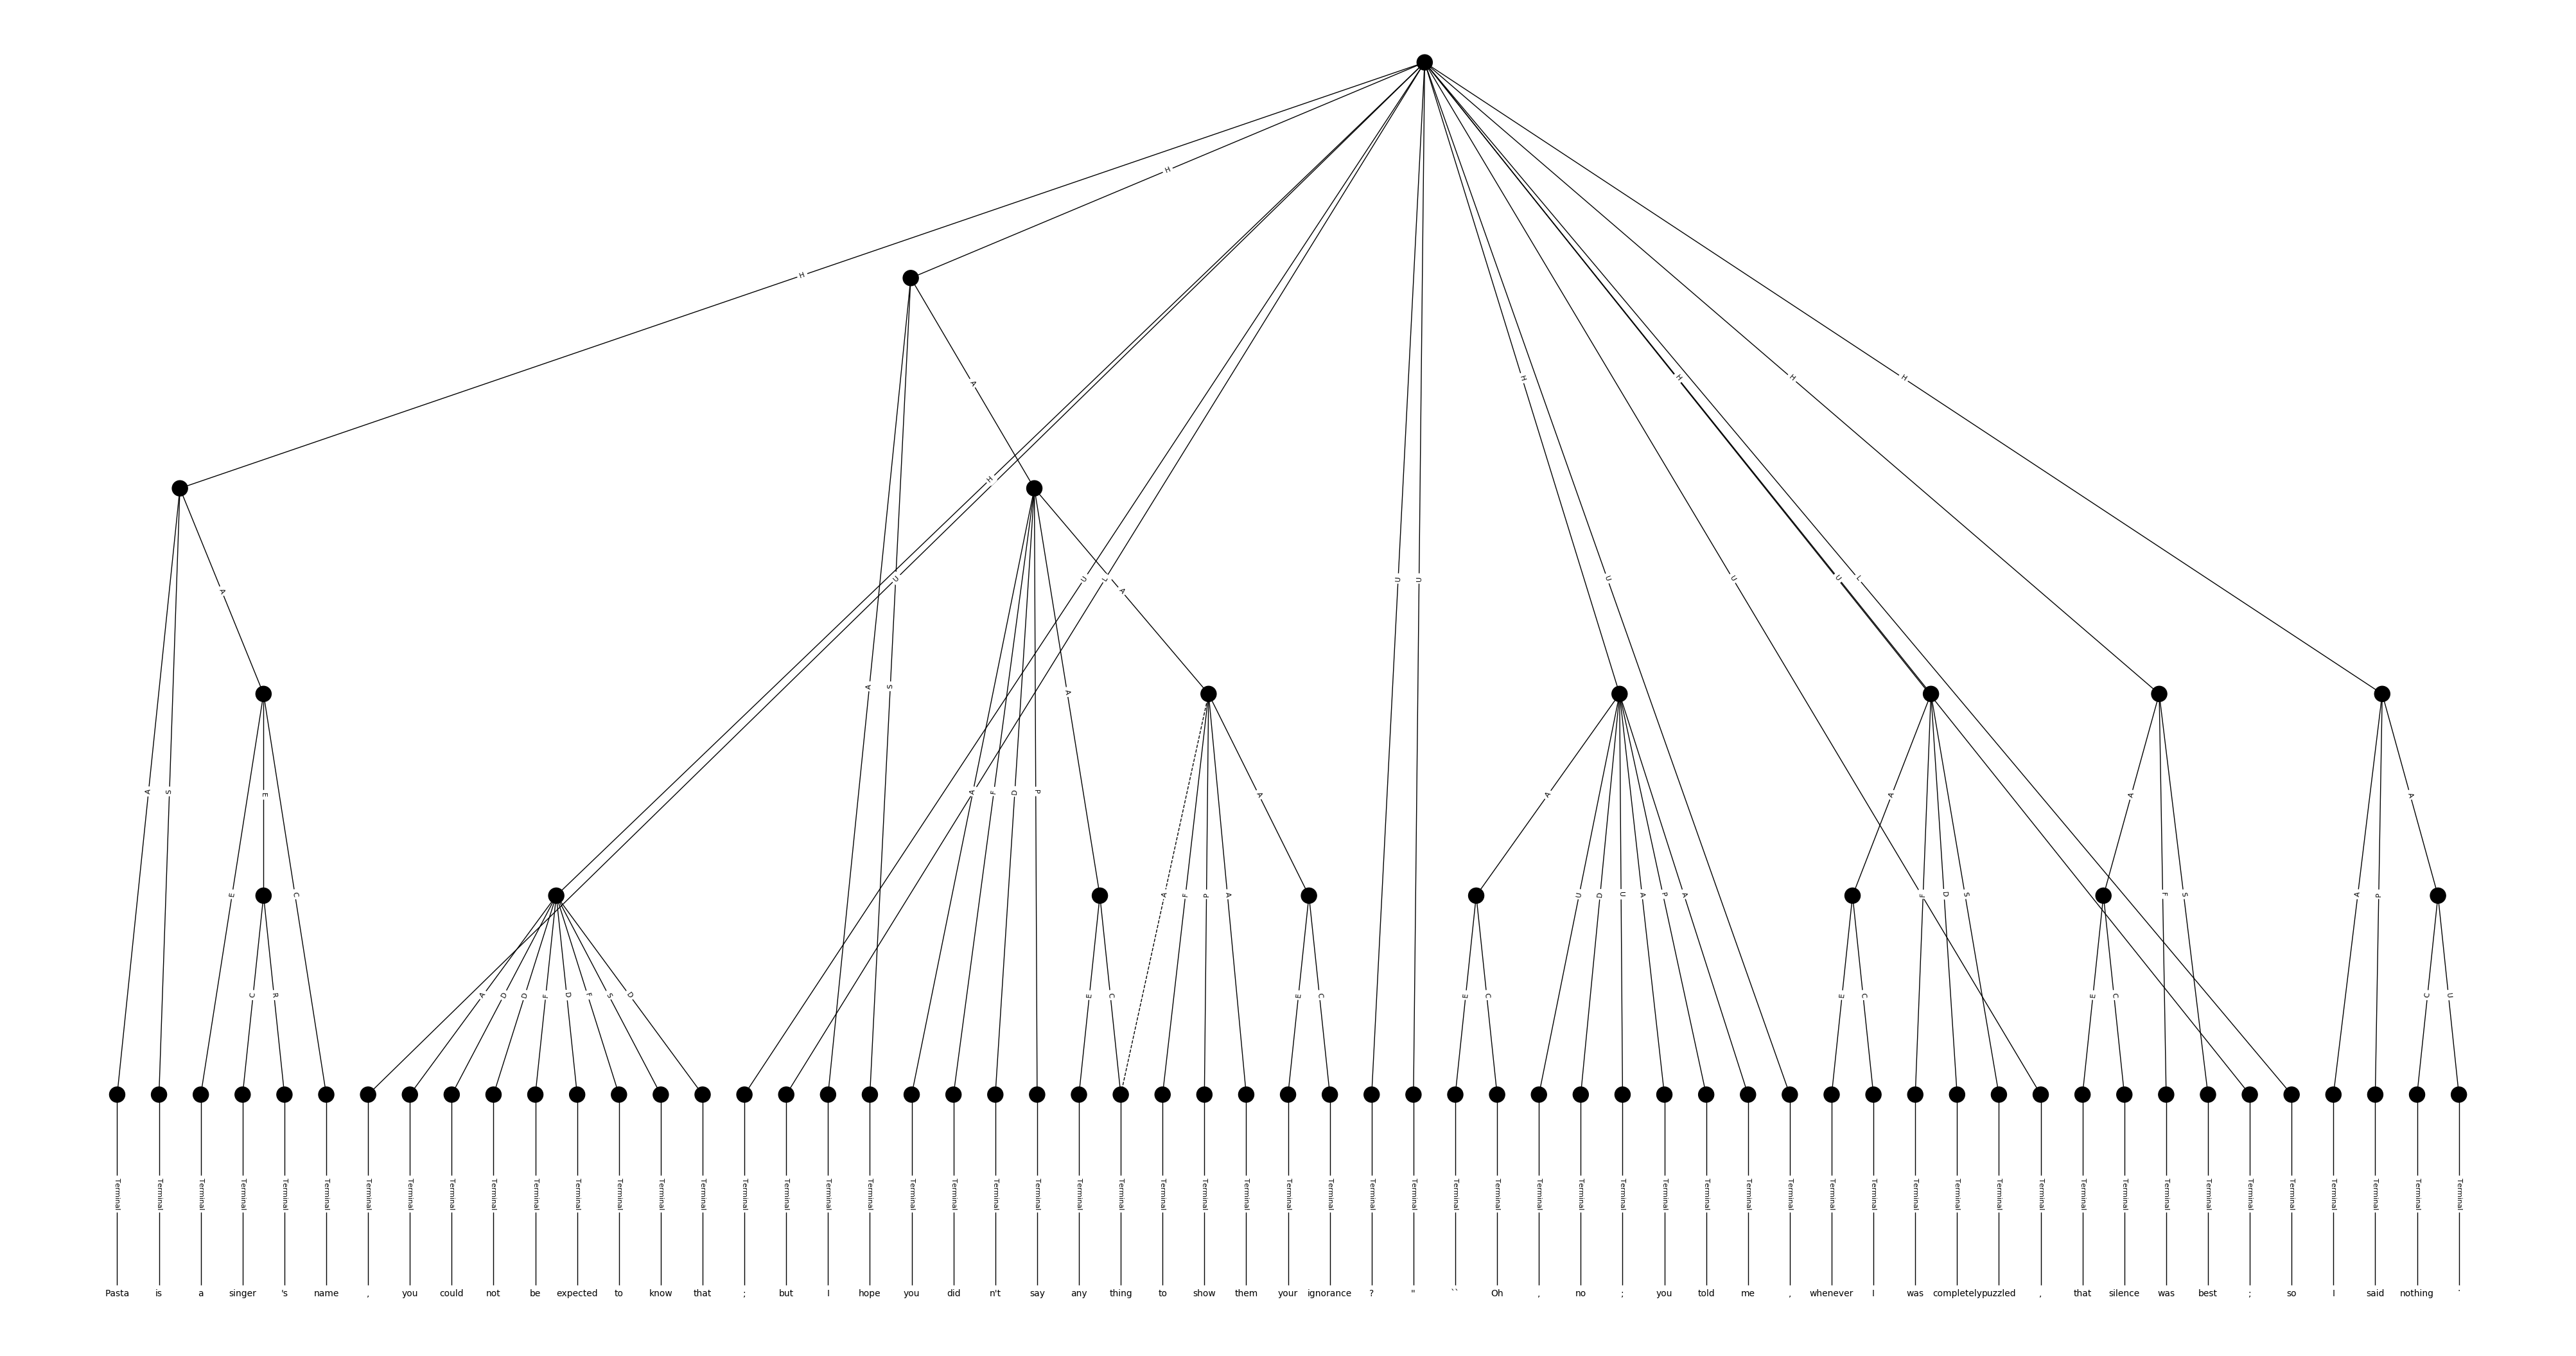 H
H
H
A
H
U
A
U
L
A
U
U
H
U
U
H
U
L
H
H
A
S
E
E
C
A
S
A
F
D
P
A
A
F
P
A
A
A
U
D
U
A
P
A
A
F
D
S
A
F
S
A
P
A
C
R
A
D
D
F
D
F
S
D
E
C
E
C
E
C
E
C
E
C
C
U
Terminal Terminal Terminal Terminal Terminal Terminal Terminal Terminal Terminal Terminal Terminal Terminal Terminal Terminal Terminal Terminal Terminal Terminal Terminal Terminal Terminal Terminal Terminal Terminal Terminal Terminal Terminal Terminal Terminal Terminal Terminal Terminal Terminal Terminal Terminal Terminal Terminal Terminal Terminal Terminal Terminal Terminal Terminal Terminal Terminal Terminal Terminal Terminal Terminal Terminal Terminal Terminal Terminal Terminal Terminal Terminal Terminal
Pasta is a singer 's name , you could not be expected to know that ; but I hope you did n't say any thing to show them your ignorance ? " `` Oh , no ; you told me , whenever I was completely puzzled , that silence was best ; so I said nothing .